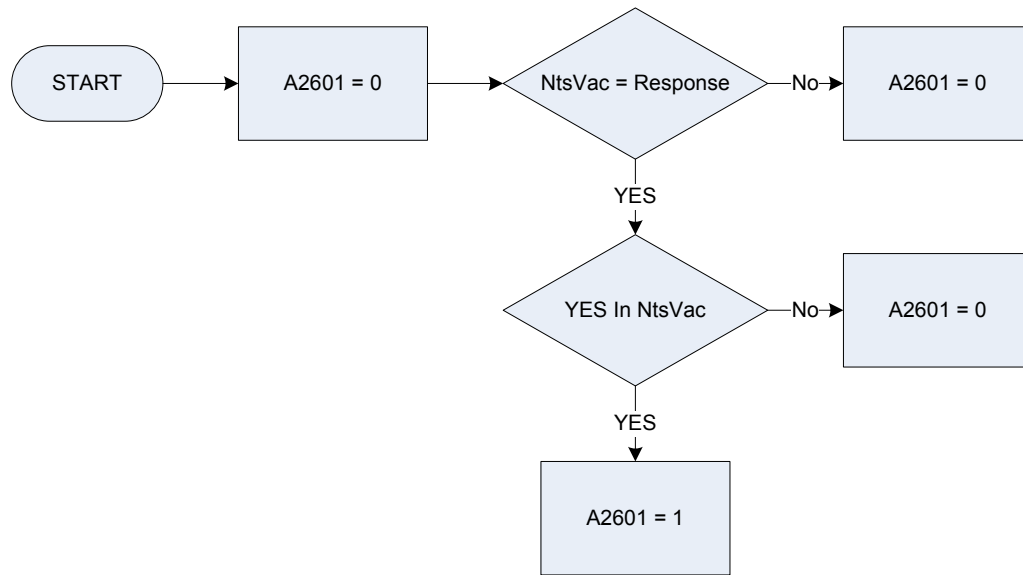 START
A2601 = 0
NtsVac = Response
No
A2601 = 0
YES
YES In NtsVac
No
A2601 = 0
YES
A2601 = 1